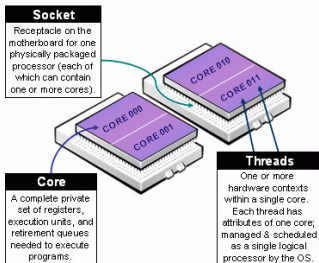 Socket
Receptacle on the
motherboard for one
physically packaged
processor (each of
which can contain
one or more cores).
CORE 010
CORE 011
CORE 000
CORE 001
Core
A complete private
set of registers,
execution units, and
retirement queues
needed to execute
programs.
Threads
One or more
hardware contexts
within a single core.
Each thread has
attributes of one core;
managed & scheduled
as a single logical
processor by the OS.